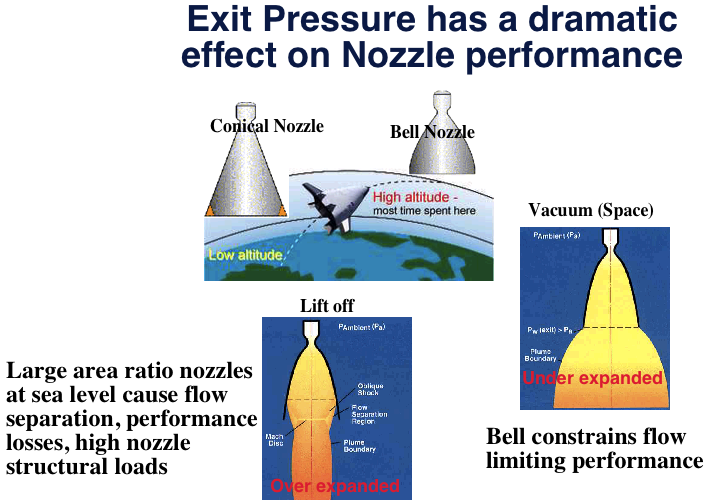 Exit Pressure has a dramatic
effect on Nozzle performance
Conical Nozzle
Bell Nozzle
High altitude -
most time spent here
Low altitude
Vacuum (Space)
PAmbient (Pa)
Pw (exit) > Pa
Plume
Boundary
Under expanded
Lift off
PAmbient (Pa)
Oblique
Shock
Flow
Separation
Region
Mach
Disc
Plume
Boundary
Over expanded
Large area ratio nozzles
at sea level cause flow
separation, performance
losses, high nozzle
structural loads
Bell constrains flow
limiting performance